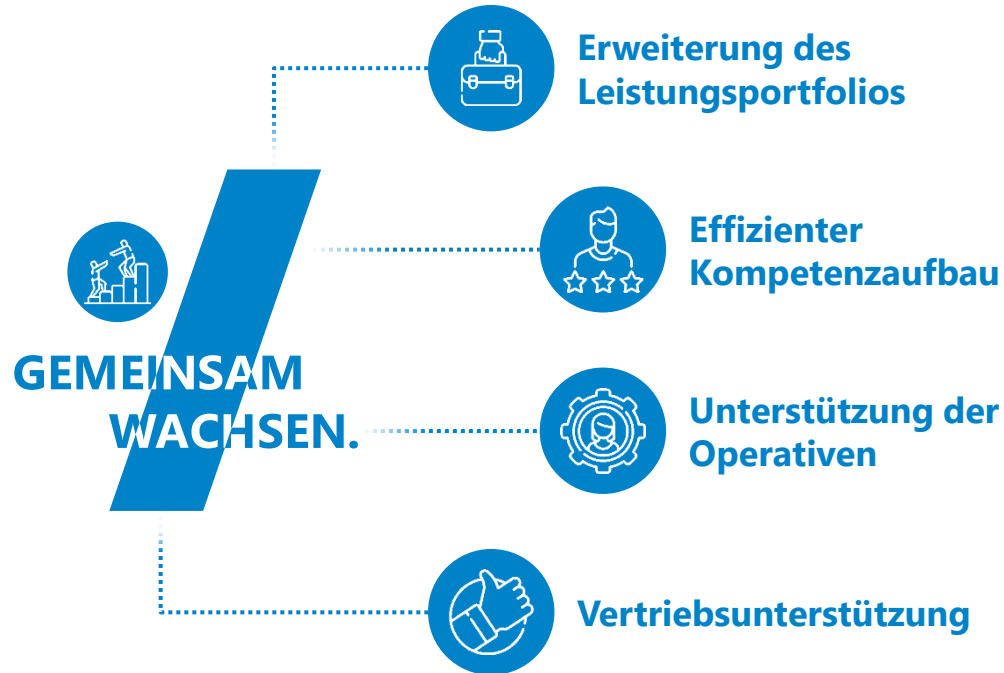 Erweiterung des
Leistungsportfolios
Effizienter
Kompetenzaufbau
GEMEINSAM
WACHSEN.
Unterstützung der
Operativen
Vertriebsunterstützung